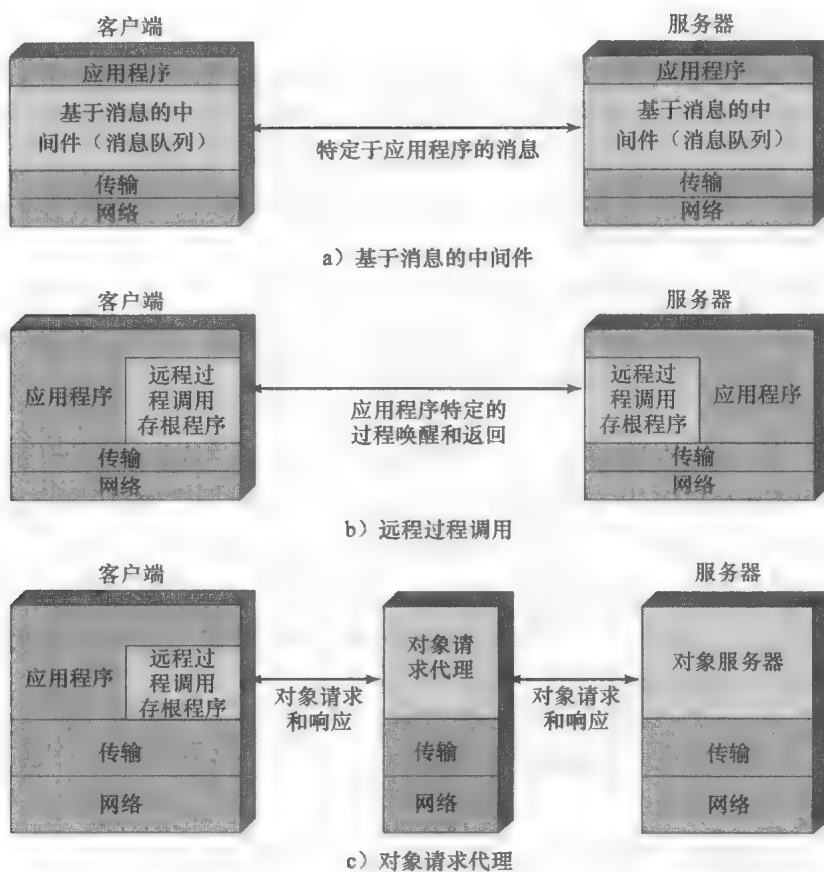 客户端
服务器
应用程序
应用程序
基于消息的中
间件（消息队列）
基于消息的中
间件（消息队列）
特定于应用程序的消息
传输
传输
网络
网络
a）基于消息的中间件
客户端
服务器
应用程序
远程过
程调用
存根程序
远程过
程调用
存根程序
应用程序
应用程序特定的
过程唤醒和返回
传输
传输
网络
网络
b）远程过程调用
客户端
服务器
应用程序
远程过
程调用
存根程序
对象请
求代理
对象服务器
对象请求
和响应
对象请求
和响应
传输
传输
传输
网络
网络
网络
c）对象请求代理